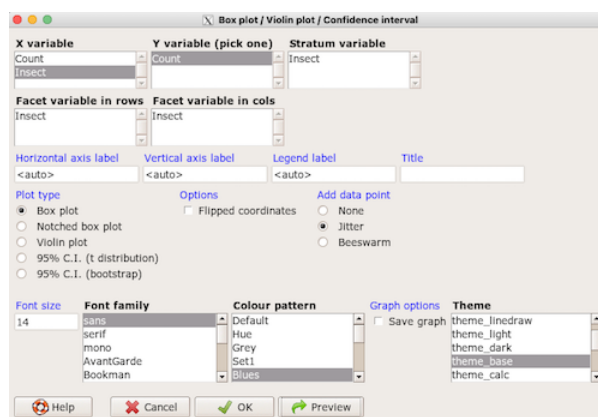 Box plot / Violin plot / Confidence interval
X variable Y variable (pick one) Stratum variable
Count Count Insect
Insect
Facet variable in rows Facet variable in cols
Insect Insect
Horizontal axis label Vertical axis label Legend label Title
<auto> <auto> <auto>
Plot type Options Add data point
Box plot Flipped coordinates None
Notched box plot Jitter
Violin plot Beeswarm
95% C.I. (t distribution)
95% C.I. (bootstrap)
Font size Font family Colour pattern Graph options Theme
14 sans Default Save graph theme_linedraw
serif Hue theme_light
mono Grey theme_dark
AvantGarde Set1 theme_base
Bookman Blues theme_calc
Help Cancel OK Preview